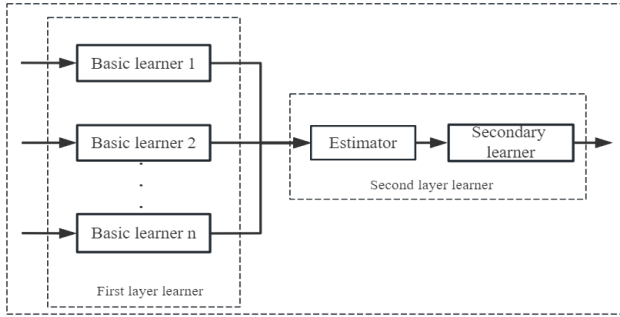 Basic learner 1
Basic learner 2
Estimator
Secondary
learner
Second layer learner
Basic learner n
First layer learner